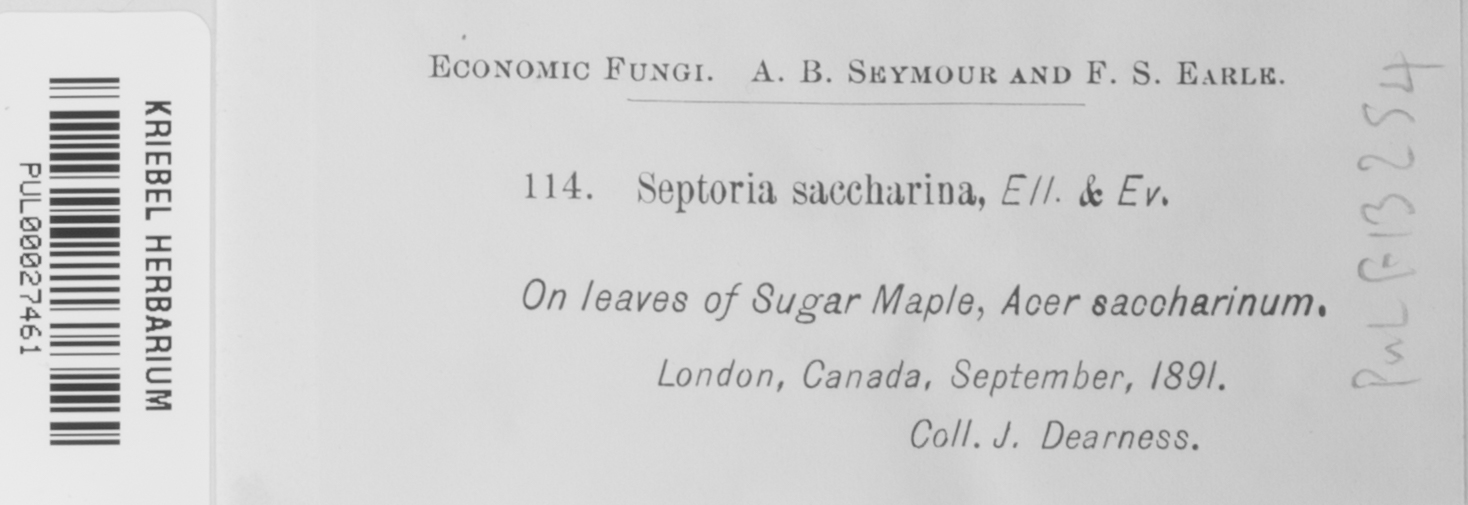 ECONOMIC FUNGI. A. B. SEYMOUR AND F. S. EARLE.
114. Septoria saccharina, Ell. & Ev.
On leaves of Sugar Maple, Acer saccharinum.
London, Canada, September, 1891.
Coll. J. Dearness.
KRIEBEL HERBARIUM
PUL00027461
PUL F13254